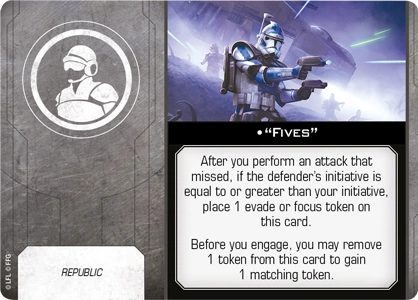 • "Fives"
After you perform an attack that
missed, if the defender's initiative is
equal to or greater than your initiative,
place 1 evade or focus token on
this card.
Before you engage, you may remove
1 token from this card to gain
1 matching token.
REPUBLIC
© LFL © FFG